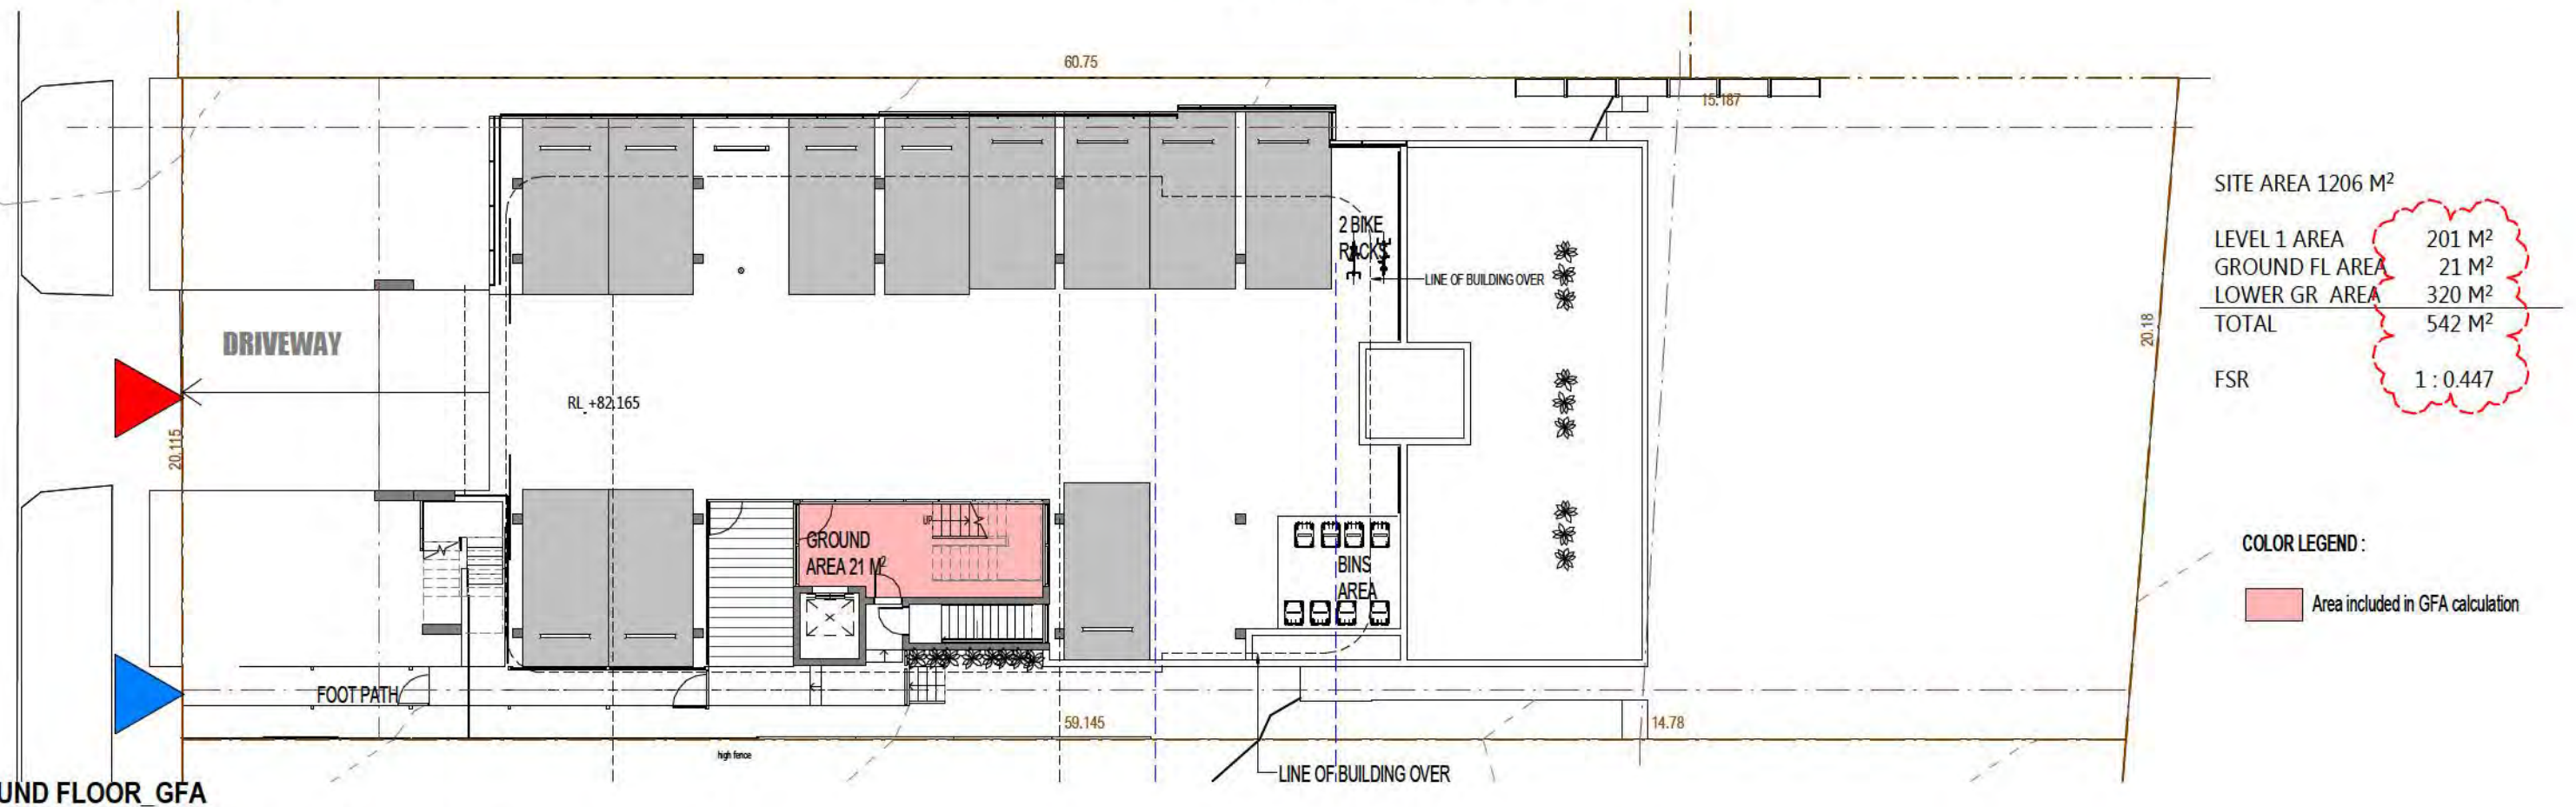 60.75
15.187
SITE AREA 1206 M²
LEVEL 1 AREA 201 M²
GROUND FL AREA 21 M²
LOWER GR AREA 320 M²
TOTAL 542 M²
FSR 1 : 0.447
2 BIKE
RACKS
LINE OF BUILDING OVER
DRIVEWAY
RL +82.165
20.115
20.18
UP
GROUND
AREA 21 M²
BINS
AREA
COLOR LEGEND :
Area included in GFA calculation
FOOT PATH
59.145
14.78
high fence
LINE OF BUILDING OVER
UND FLOOR_GFA